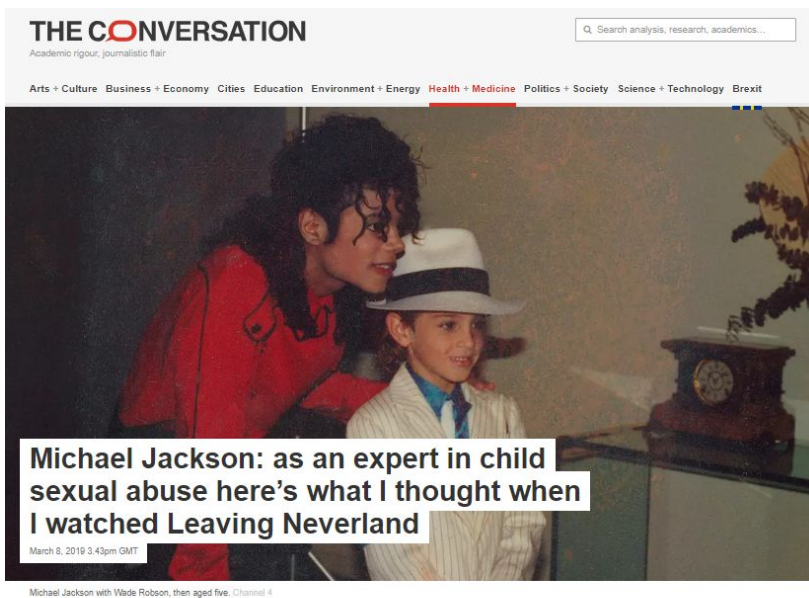 THE CONVERSATION
Academic rigour, journalistic flair
Search analysis, research, academics...
Arts + Culture Business + Economy Cities Education Environment + Energy Health + Medicine Politics + Society Science + Technology Brexit
Michael Jackson: as an expert in child
sexual abuse here's what I thought when
I watched Leaving Neverland
March 8, 2019 3.43pm GMT
Michael Jackson with Wade Robson, then aged five. Channel 4